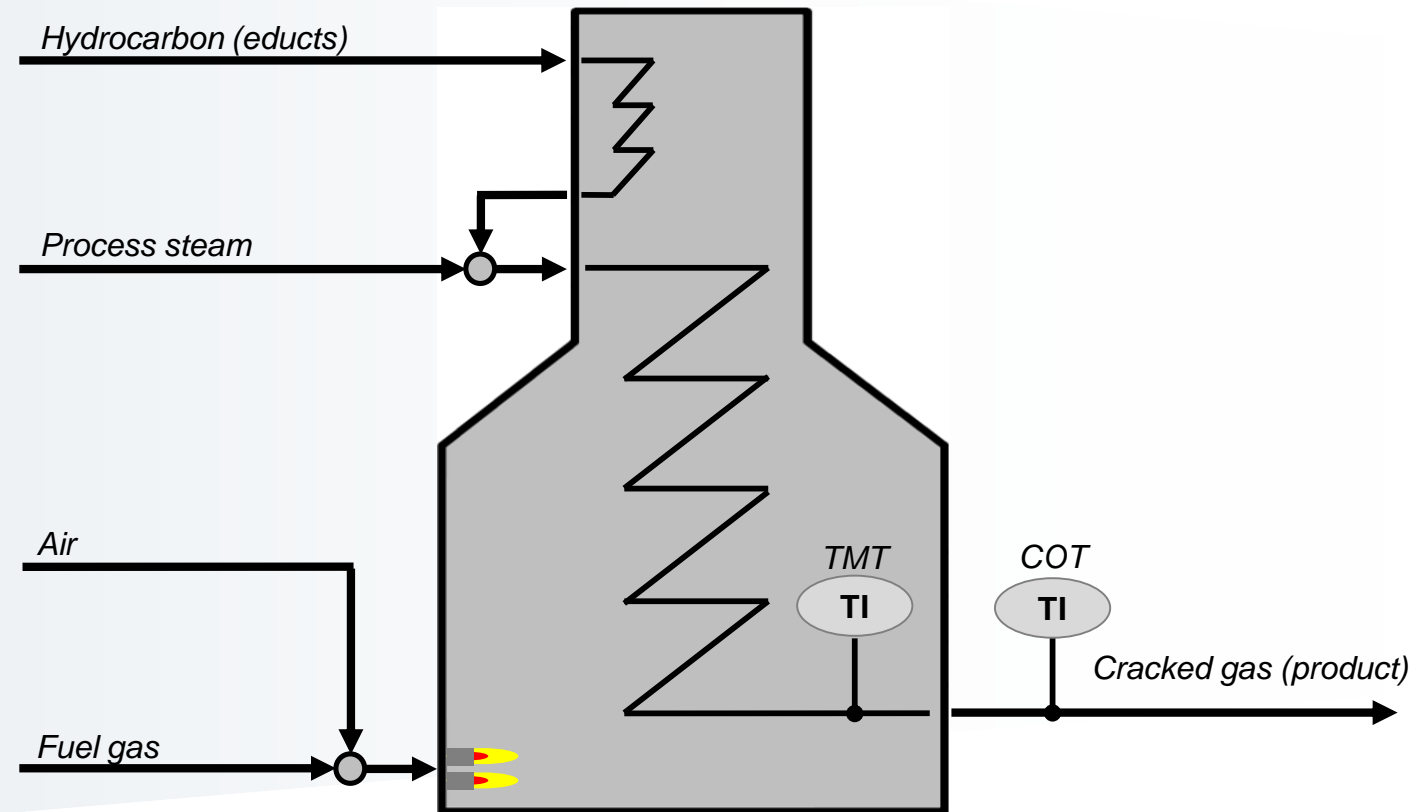 Hydrocarbon (educts)
Process steam
Air
TMT
TI
COT
TI
Cracked gas (product)
Fuel gas